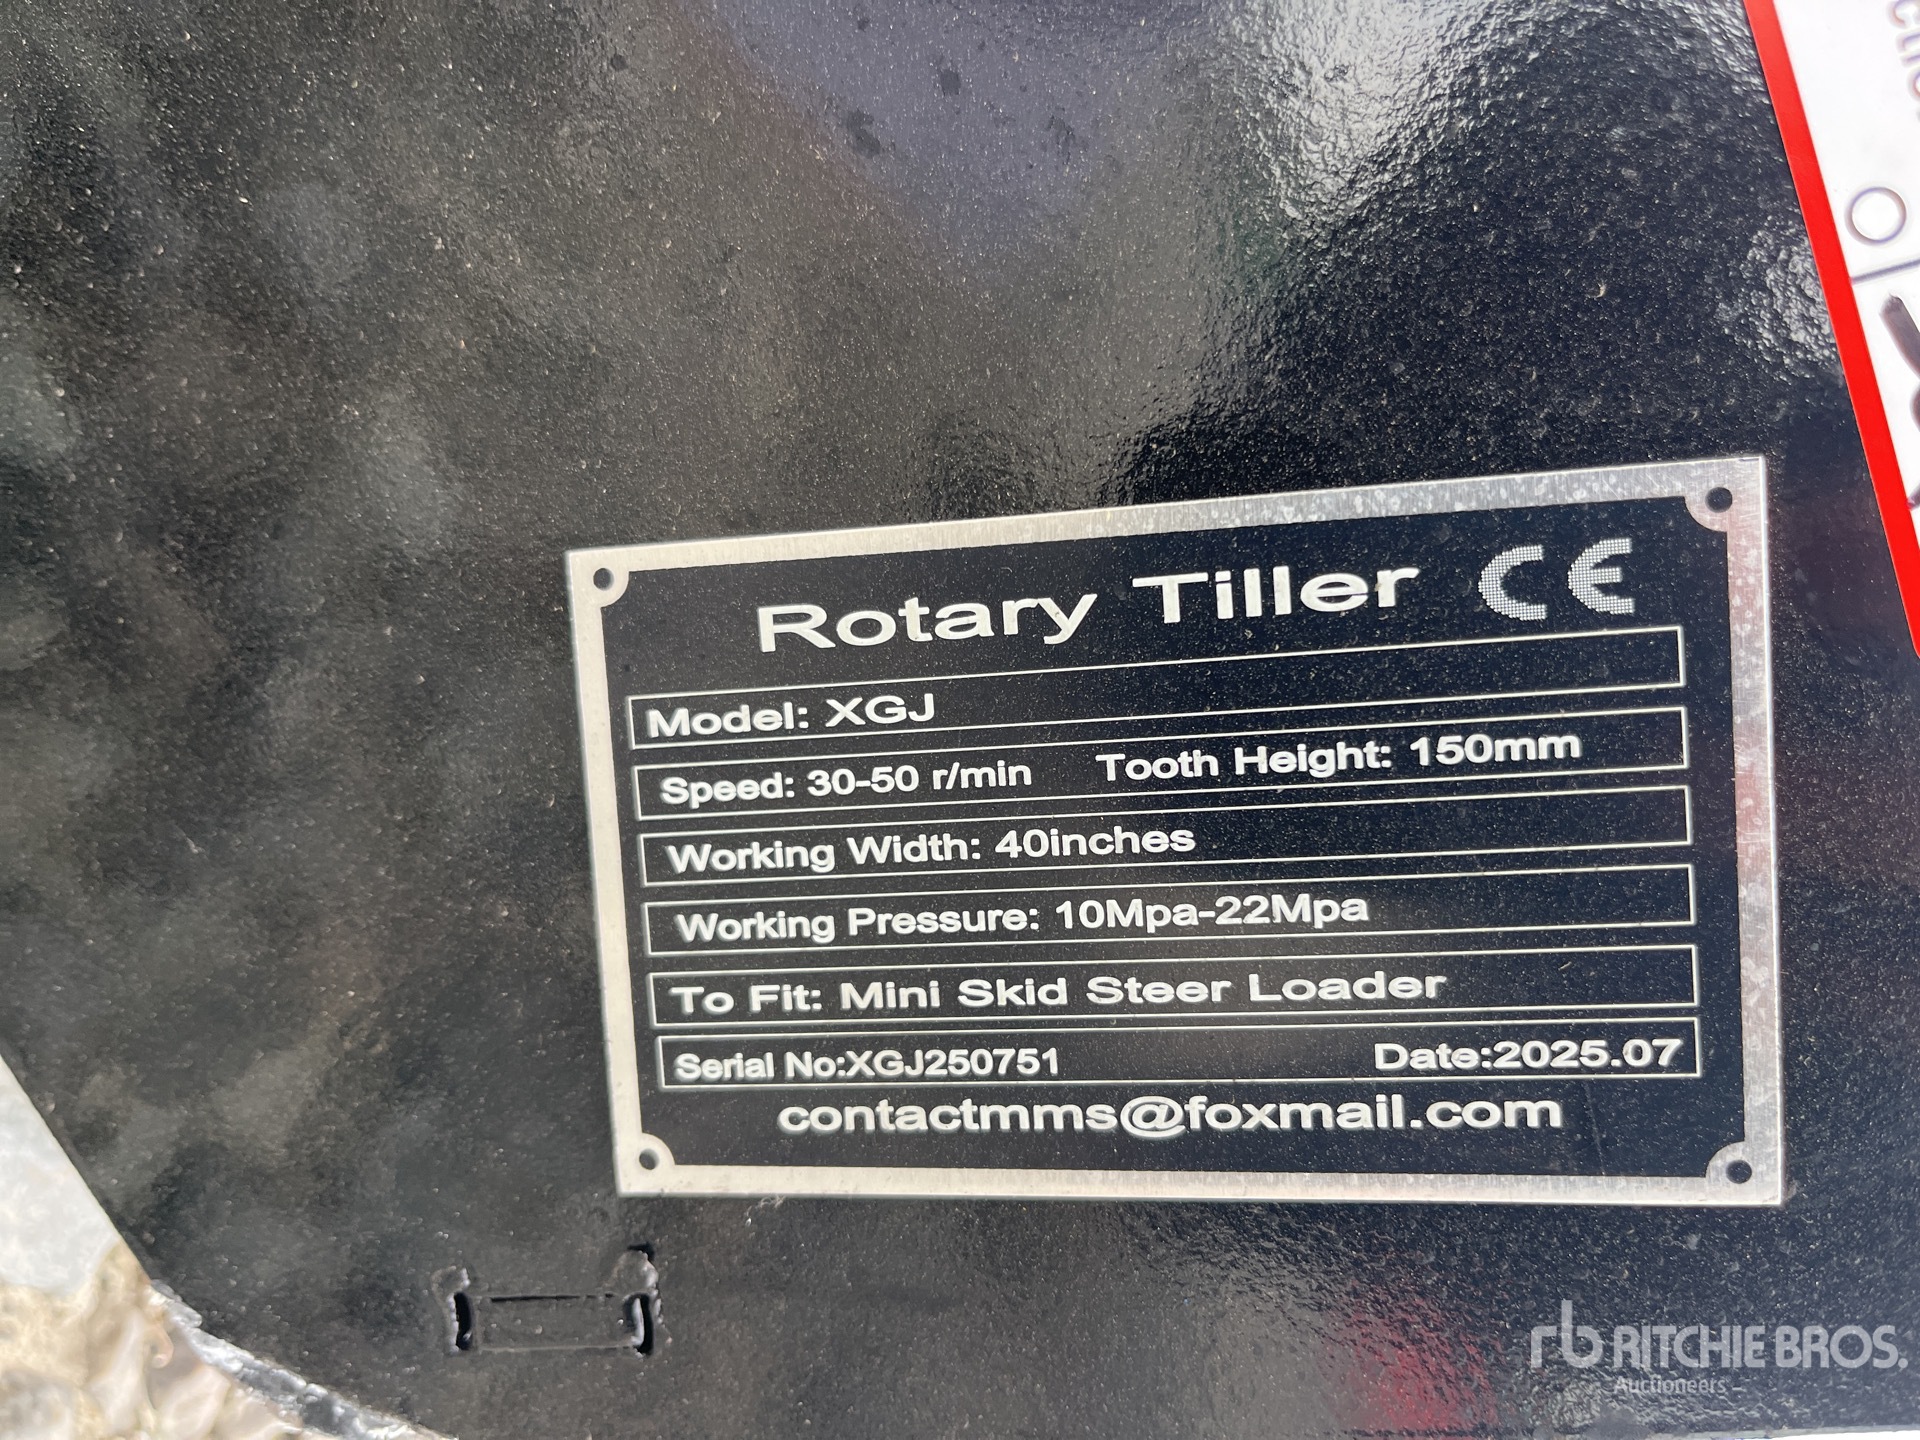 Rotary Tiller CE
Model: XGJ
Speed: 30-50 r/min Tooth Height: 150mm
Working Width: 40inches
Working Pressure: 10Mpa-22Mpa
To Fit: Mini Skid Steer Loader
Serial No:XGJ250751 Date:2025.07
contactmms@foxmail.com
rb RITCHIE BROS.
Auctioneers